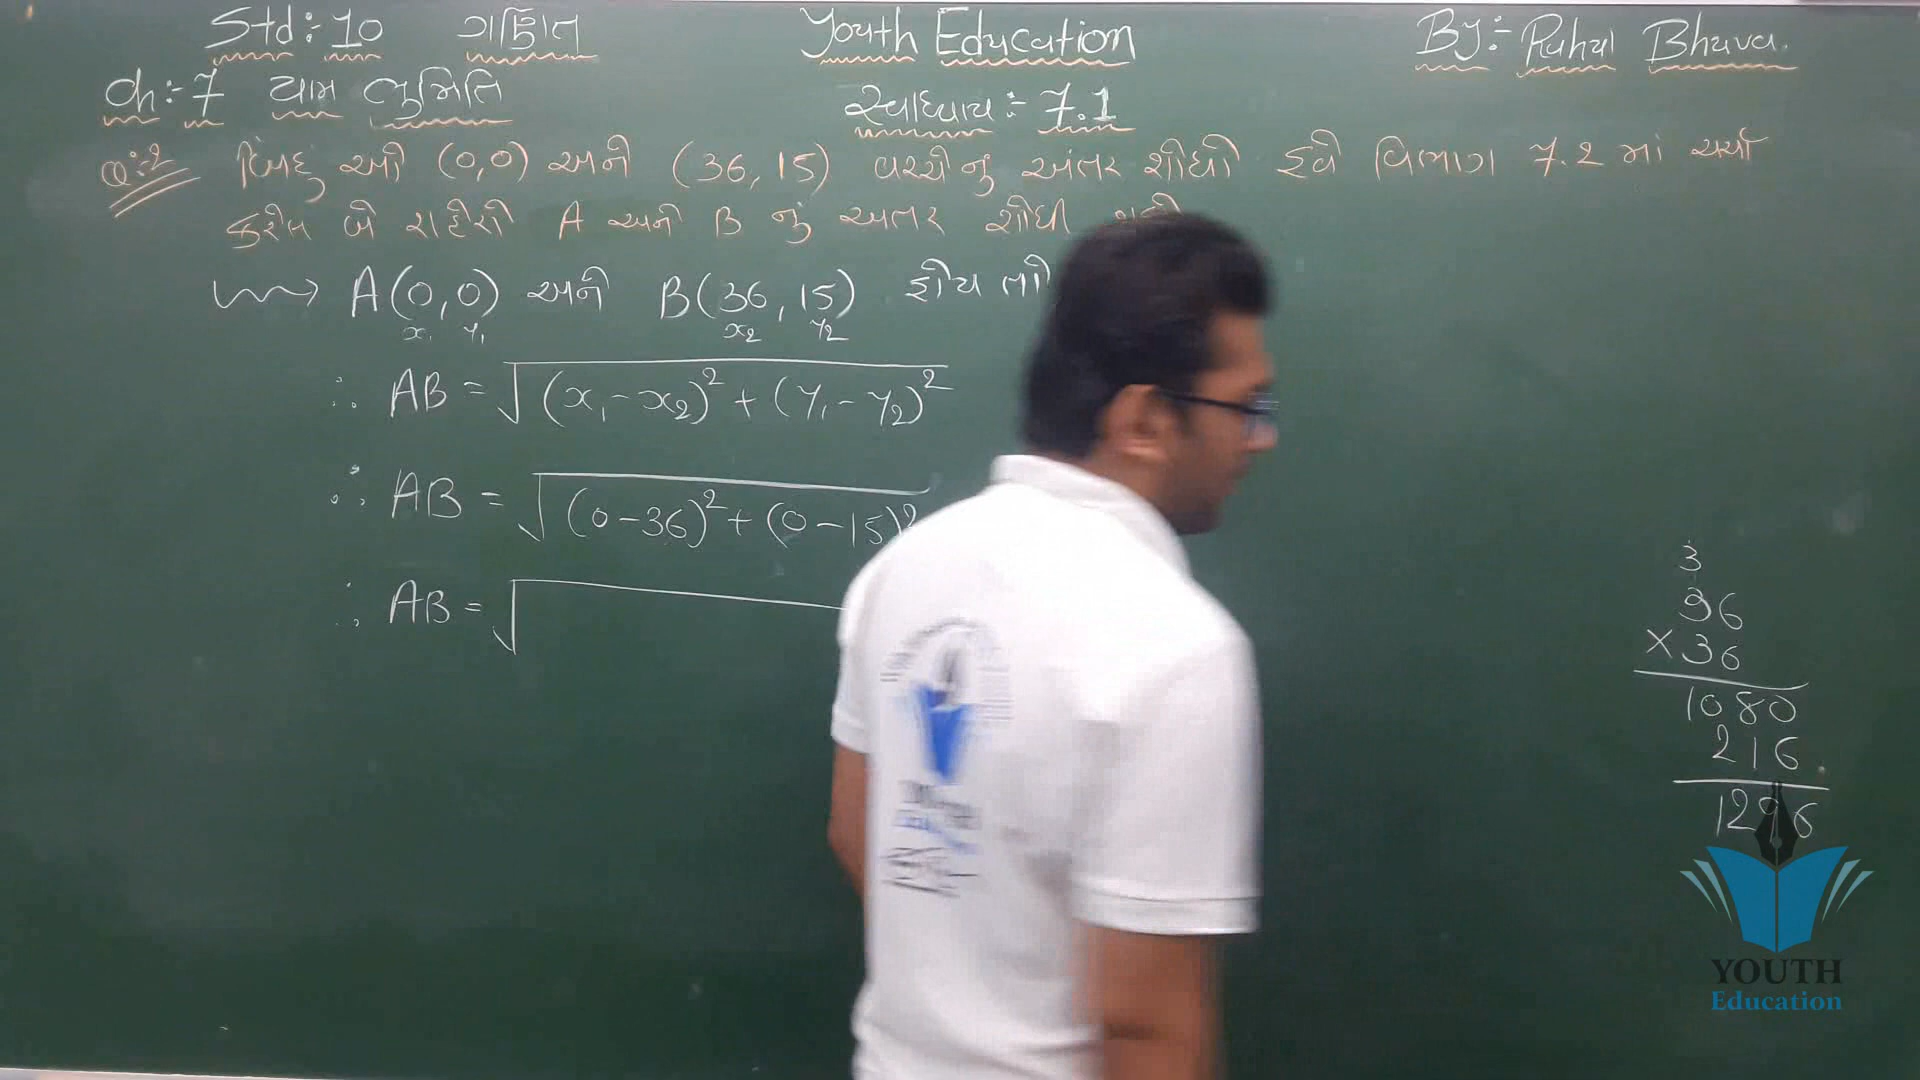 Std:- 10 ગણિત Youth Education By:- Rahul Bhuva.
Ch:- 7 યામ ભૂમિતિ સ્વાધ્યાય:- 7.1
Q:-2 બિંદુ ઓ (0,0) અને (36, 15) વચ્ચેનું અંતર શોધો હવે વિભાગ 7.2 માં ચર્ચા
કરેલ બે શહેરો A અને B નું અંતર શોધી
A(0,0) અને B(36, 15) હોય તો
x₁ y₁ x₂ y₂
∴ AB = √(x₁-x₂)² + (y₁-y₂)²
∴ AB = √(0-36)² + (0-15)²
∴ AB = √
3
36
×36
1080
216
1296
YOUTH
Education